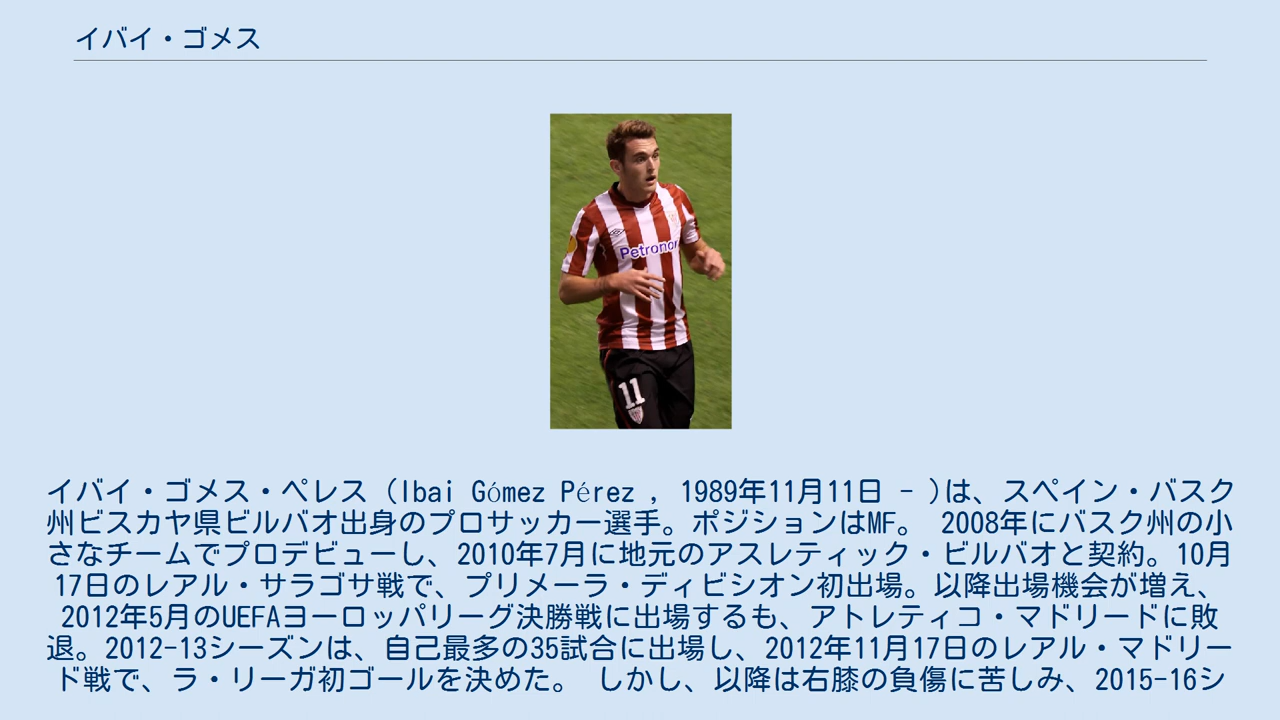 イバイ・ゴメス
Petronor
11
イバイ・ゴメス・ペレス（Ibai Gómez Pérez , 1989年11月11日 - )は、スペイン・バスク
州ビスカヤ県ビルバオ出身のプロサッカー選手。ポジションはMF。 2008年にバスク州の小
さなチームでプロデビューし、2010年7月に地元のアスレティック・ビルバオと契約。10月
17日のレアル・サラゴサ戦で、プリメーラ・ディビシオン初出場。以降出場機会が増え、
2012年5月のUEFAヨーロッパリーグ決勝戦に出場するも、アトレティコ・マドリードに敗
退。2012-13シーズンは、自己最多の35試合に出場し、2012年11月17日のレアル・マドリー
ド戦で、ラ・リーガ初ゴールを決めた。 しかし、以降は右膝の負傷に苦しみ、2015-16シ